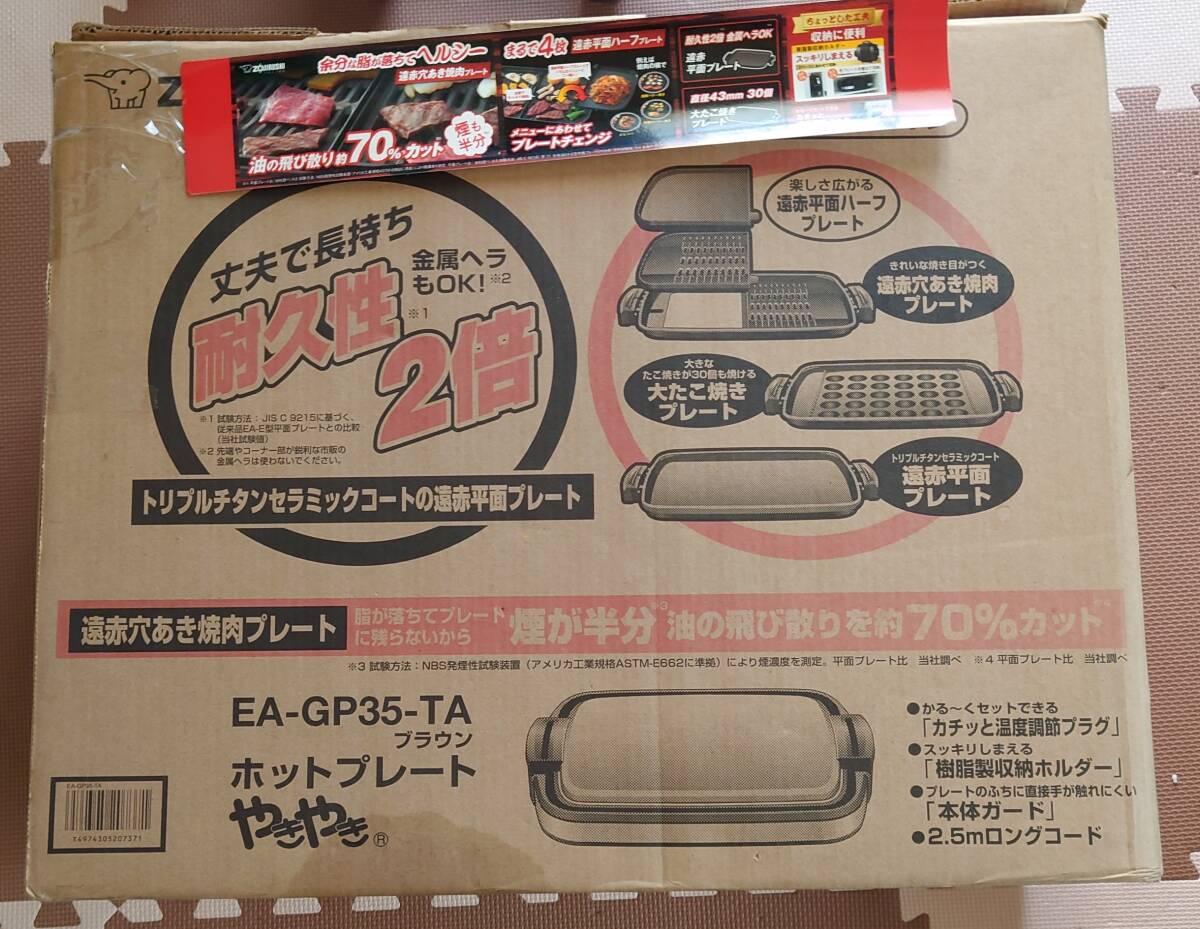 ZOJIRUSHI
余分な脂が落ちてヘルシー
遠赤穴あき焼肉プレート
油の飛び散り約70%カット
煙も
半分
まるで4枚 遠赤平面ハーフプレート
メニューにあわせて
プレートチェンジ
耐久性2倍 金属ヘラOK
遠赤
平面プレート
直径43mm 30個
大たこ焼き
プレート
ちょっとした工夫
収納に便利
樹脂製収納ホルダー
スッキリしまえる
丈夫で長持ち
金属ヘラ
もOK!※2
耐久性※1
2倍
※1 試験方法：JIS C 9215に基づく、
従来品EA-E型平面プレートとの比較
(当社試験値)
※2 先端やコーナー部が鋭利な市販の
金属ヘラは使わないでください。
トリプルチタンセラミックコートの遠赤平面プレート
楽しさ広がる
遠赤平面ハーフ
プレート
きれいな焼き目がつく
遠赤穴あき焼肉
プレート
大きな
たこ焼きが30個も焼ける
大たこ焼き
プレート
トリプルチタンセラミックコート
遠赤平面
プレート
遠赤穴あき焼肉プレート
脂が落ちてプレート
に残らないから
煙が半分※3 油の飛び散りを約70%カット※4
※3 試験方法：NBS発煙性試験装置（アメリカ工業規格ASTM-E662に準拠）により煙濃度を測定。平面プレート比 当社調べ ※4 平面プレート比 当社調べ
EA-GP35-TA
ブラウン
ホットプレート
やきやき®
●かる〜くセットできる
「カチッと温度調節プラグ」
●スッキリしまえる
「樹脂製収納ホルダー」
●プレートのふちに直接手が触れにくい
「本体ガード」
●2.5mロングコード
EA-GP35-TA
T4974305207371